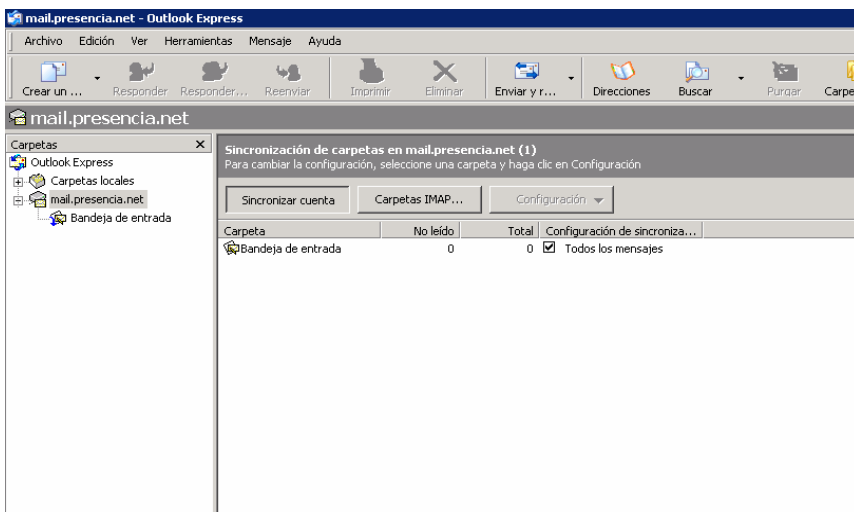 mail.presencia.net - Outlook Express
Archivo Edición Ver Herramientas Mensaje Ayuda
Crear un ... Responder Responder... Reenviar Imprimir Eliminar Enviar y r... Direcciones Buscar Purgar Carpe
mail.presencia.net
Carpetas x
Outlook Express
Carpetas locales
mail.presencia.net
Bandeja de entrada
Sincronización de carpetas en mail.presencia.net (1)
Para cambiar la configuración, seleccione una carpeta y haga clic en Configuración
Sincronizar cuenta Carpetas IMAP... Configuración
Carpeta No leído Total Configuración de sincroniza...
Bandeja de entrada 0 0 Todos los mensajes